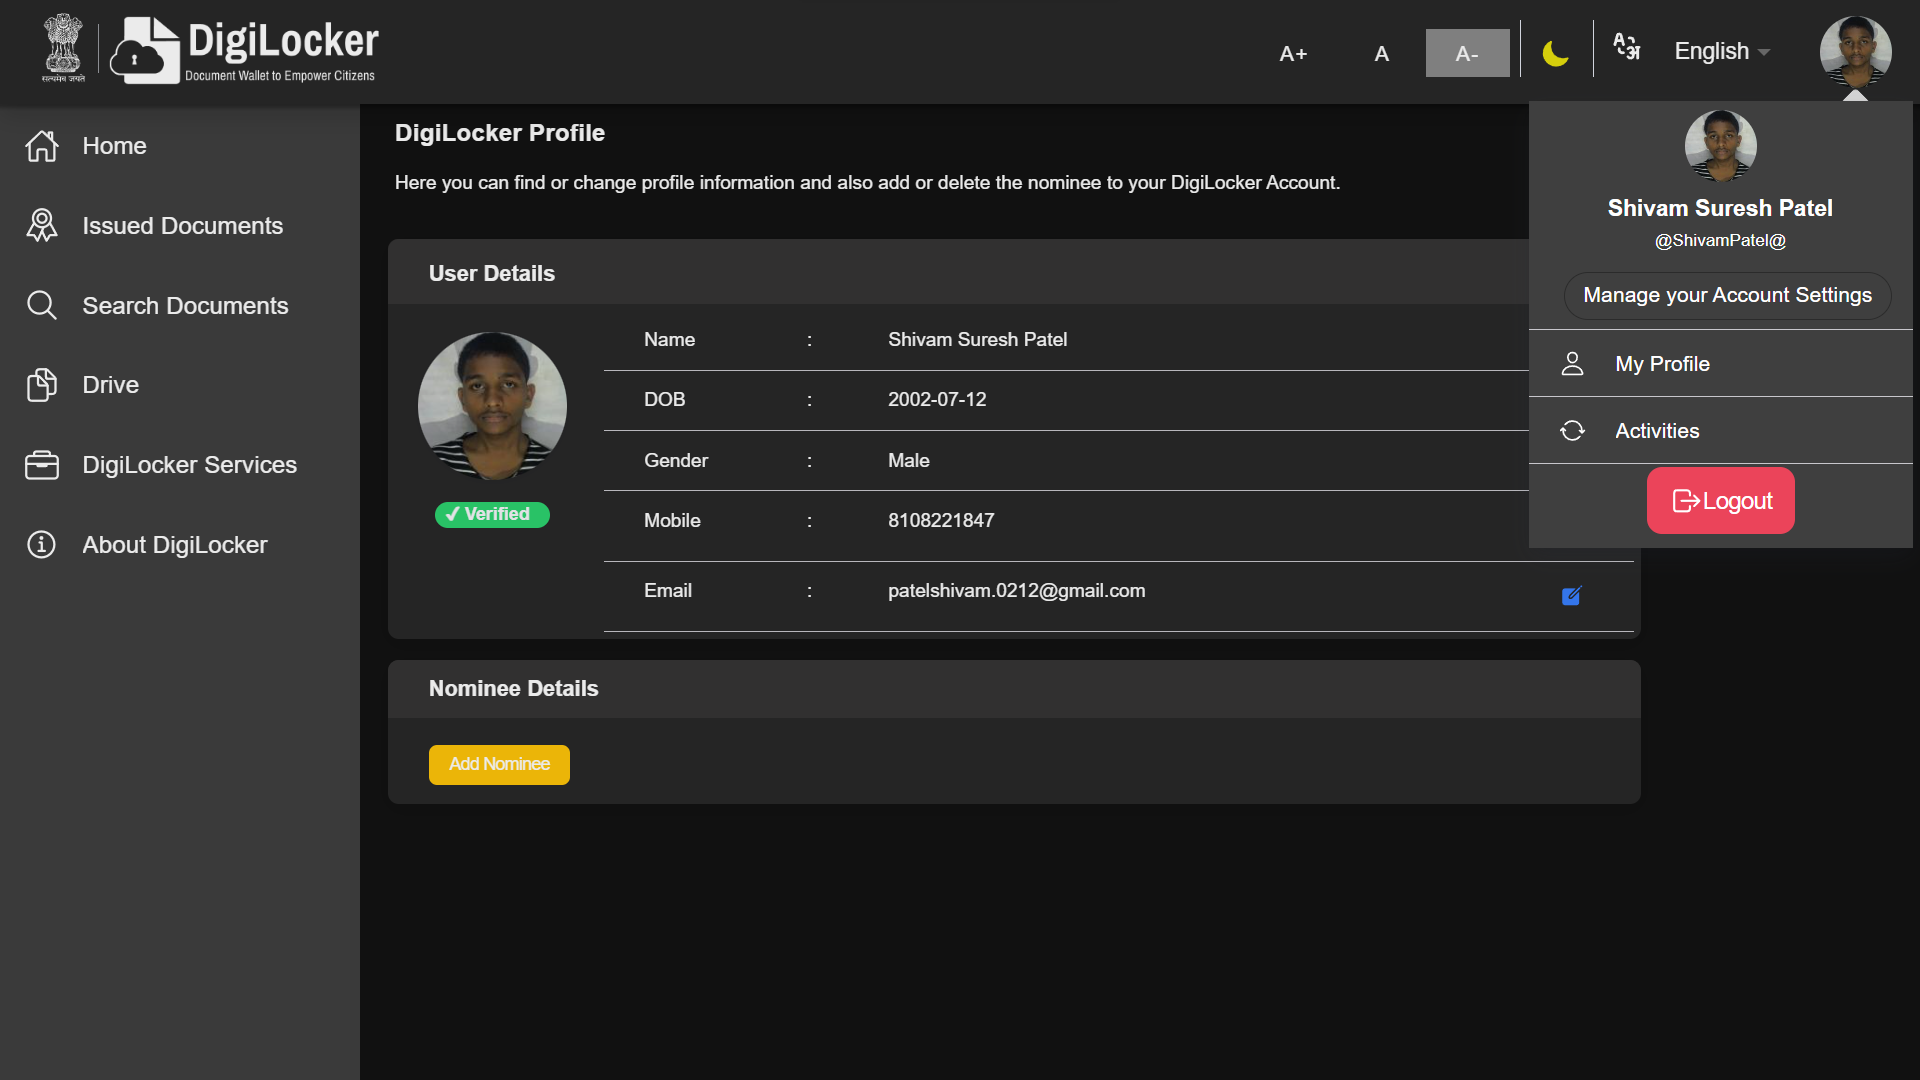 सत्यमेव जयते
DigiLocker
Document Wallet to Empower Citizens
A+
A
A-
A अ
English
Home
Issued Documents
Search Documents
Drive
DigiLocker Services
About DigiLocker
DigiLocker Profile
Here you can find or change profile information and also add or delete the nominee to your DigiLocker Account.
User Details
Verified
Name : Shivam Suresh Patel
DOB : 2002-07-12
Gender : Male
Mobile : 8108221847
Email : patelshivam.0212@gmail.com
Nominee Details
Add Nominee
Shivam Suresh Patel
@ShivamPatel@
Manage your Account Settings
My Profile
Activities
Logout